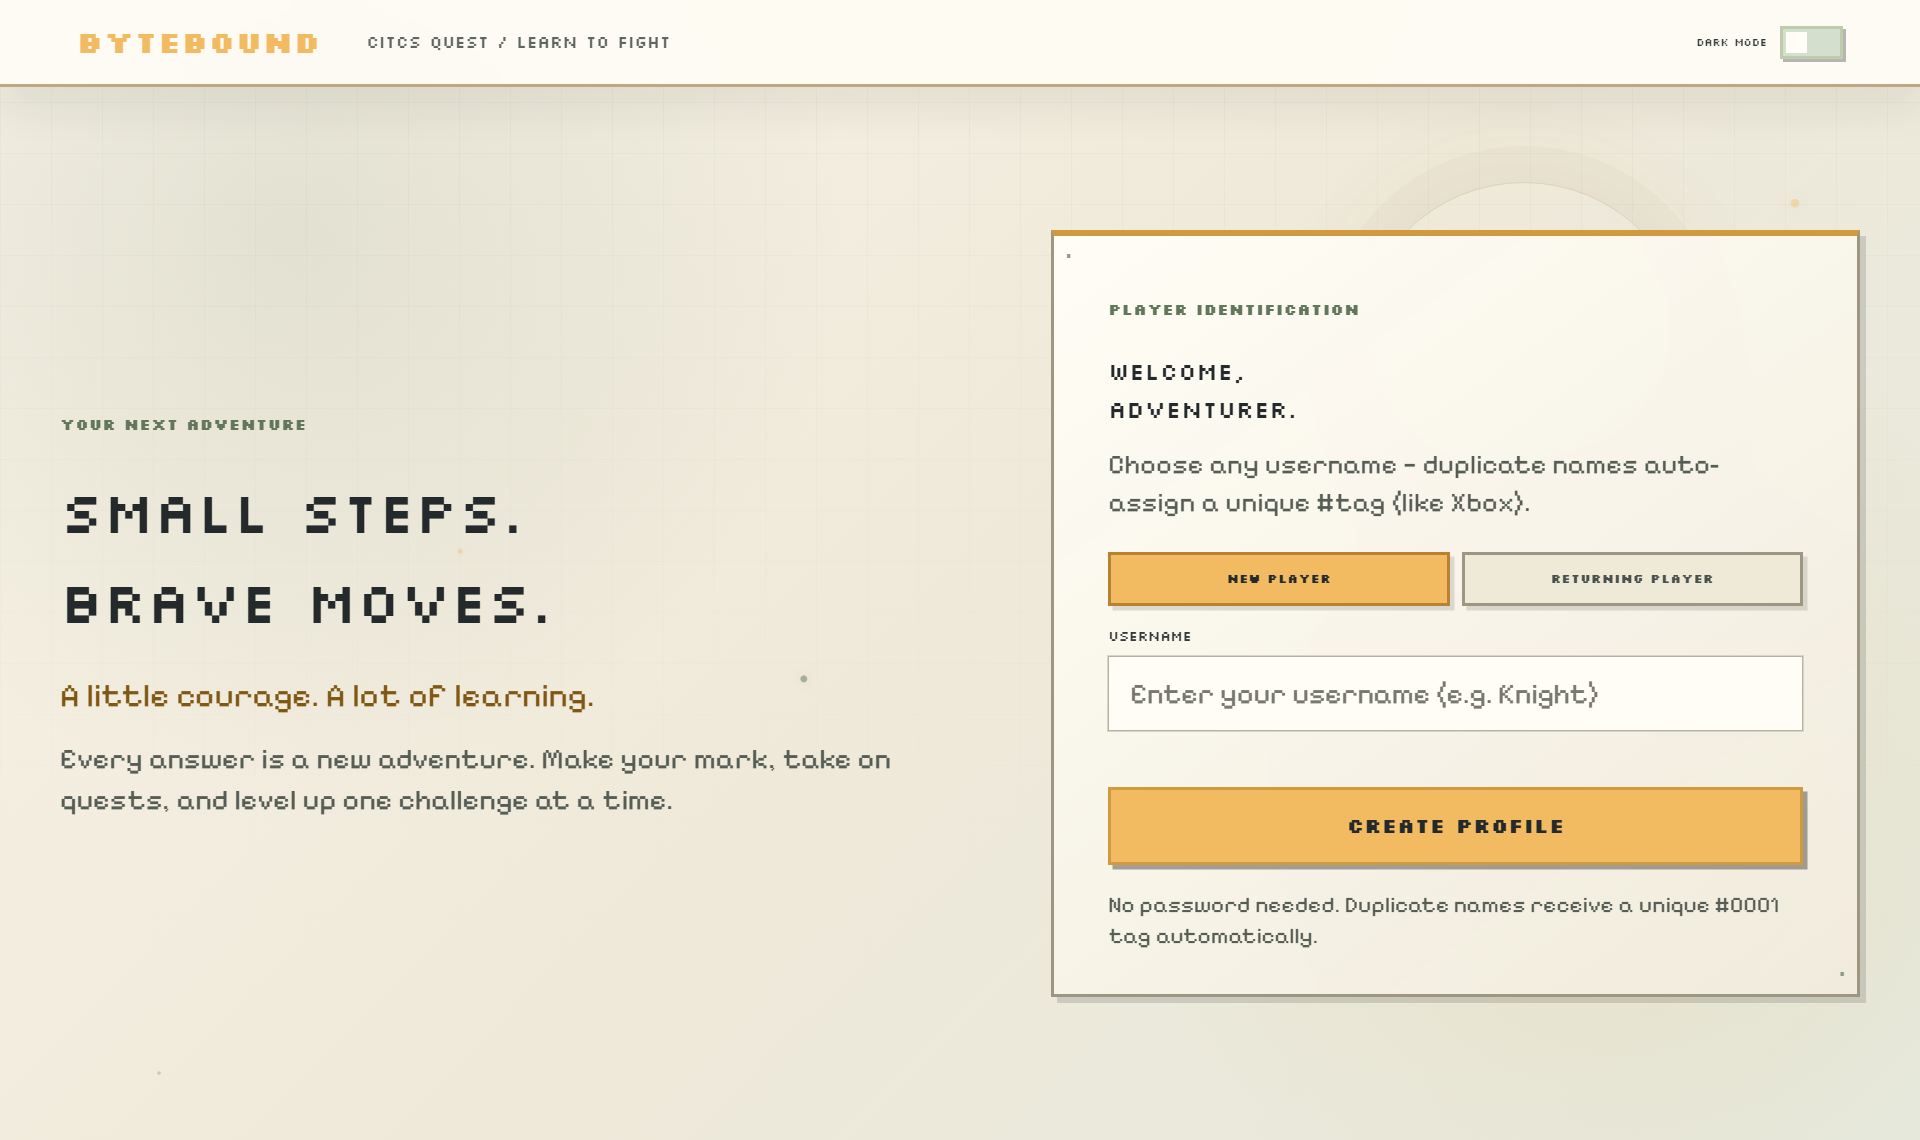 BYTEBOUND
CITCS QUEST / LEARN TO FIGHT
DARK MODE
YOUR NEXT ADVENTURE
SMALL STEPS.
BRAVE MOVES.
A little courage. A lot of learning.
Every answer is a new adventure. Make your mark, take on
quests, and level up one challenge at a time.
PLAYER IDENTIFICATION
WELCOME,
ADVENTURER.
Choose any username – duplicate names auto-
assign a unique #tag (like Xbox).
NEW PLAYER
RETURNING PLAYER
USERNAME
Enter your username (e.g. Knight)
CREATE PROFILE
No password needed. Duplicate names receive a unique #0001
tag automatically.